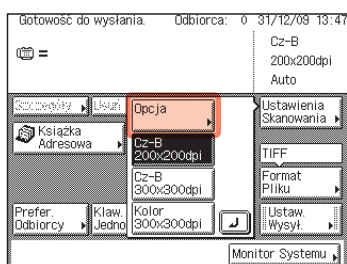 Gotowość do wysłania. Odbiorca: 0 31/12/09 13:47
Cz-B
200x200dpi
Auto
Szczegóły Usuń
Opcja
Ustawienia
Skanowania
Książka
Adresowa
Cz-B
200x200dpi
TIFF
Cz-B
300x300dpi
Format
Pliku
Prefer.
Odbiorcy
Klaw.
Jedno
Kolor
300x300dpi
Ustaw.
Wysył.
Monitor Systemu